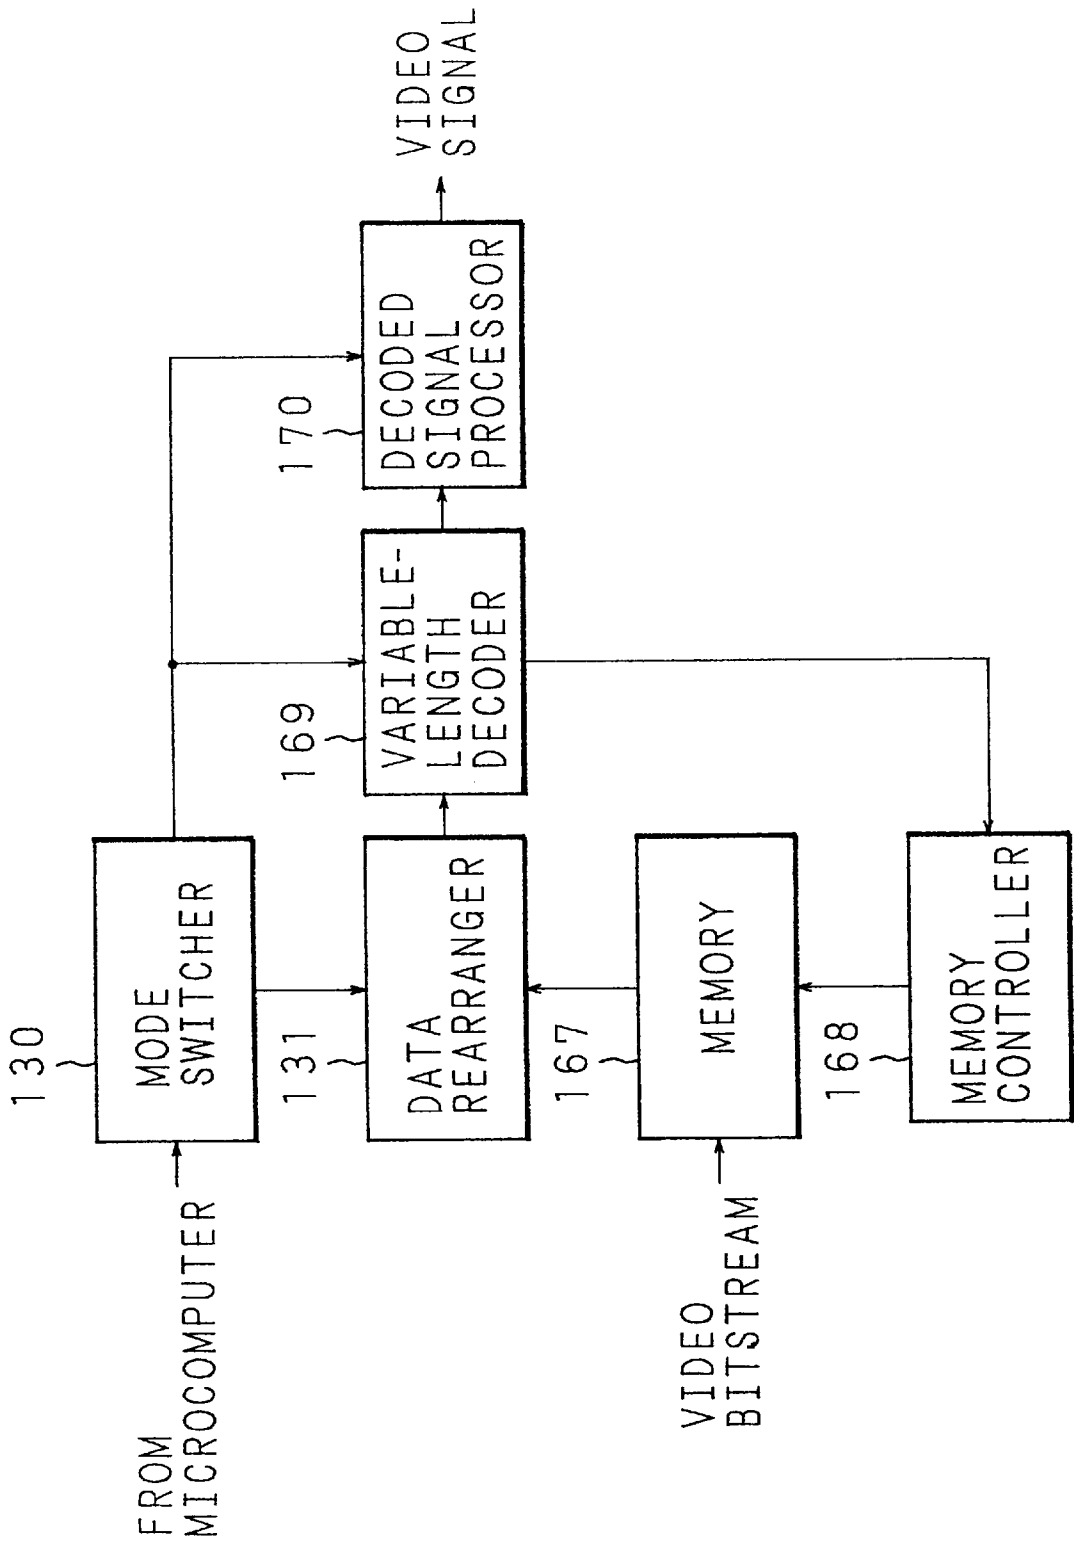 FROM
MICROCOMPUTER
130
MODE
SWITCHER
131
DATA
REARRANGER
169
VARIABLE-
LENGTH
DECODER
170
DECODED
SIGNAL
PROCESSOR
VIDEO
SIGNAL
VIDEO
BITSTREAM
167
MEMORY
168
MEMORY
CONTROLLER